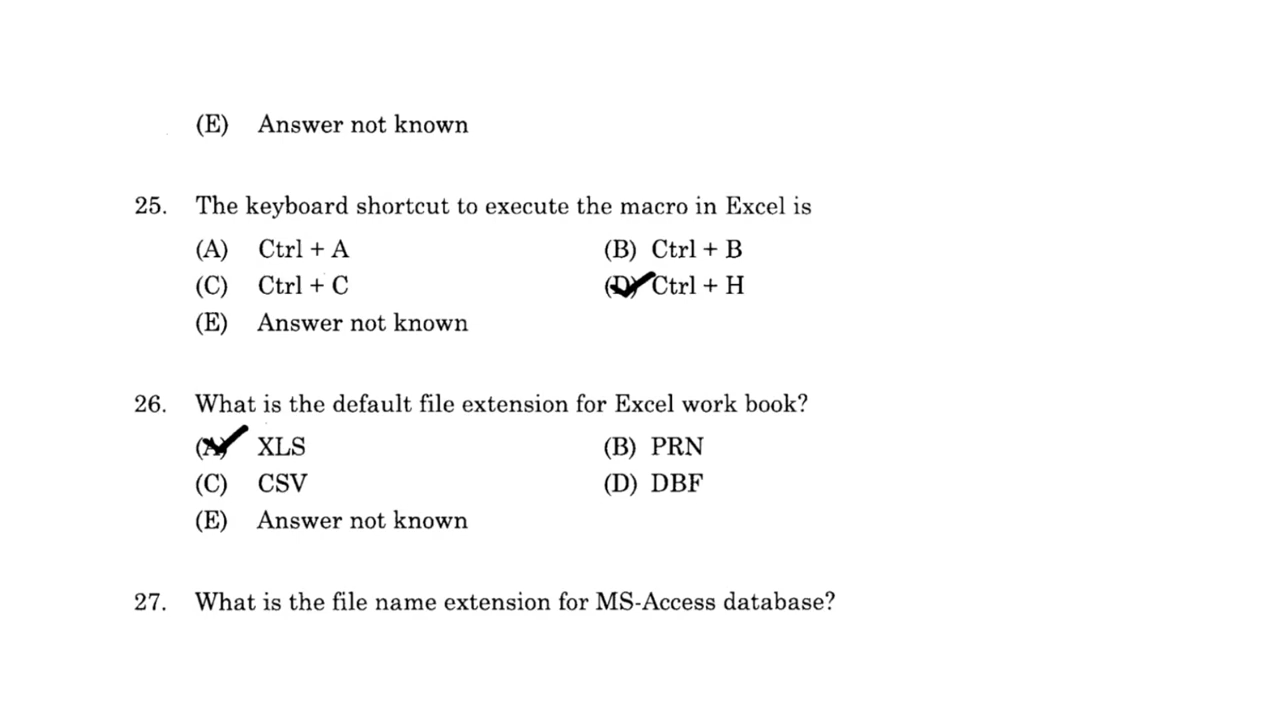 (E) Answer not known
25. The keyboard shortcut to execute the macro in Excel is
(A) Ctrl + A (B) Ctrl + B
(C) Ctrl + C (D) Ctrl + H
(E) Answer not known
26. What is the default file extension for Excel work book?
(A) XLS (B) PRN
(C) CSV (D) DBF
(E) Answer not known
27. What is the file name extension for MS-Access database?